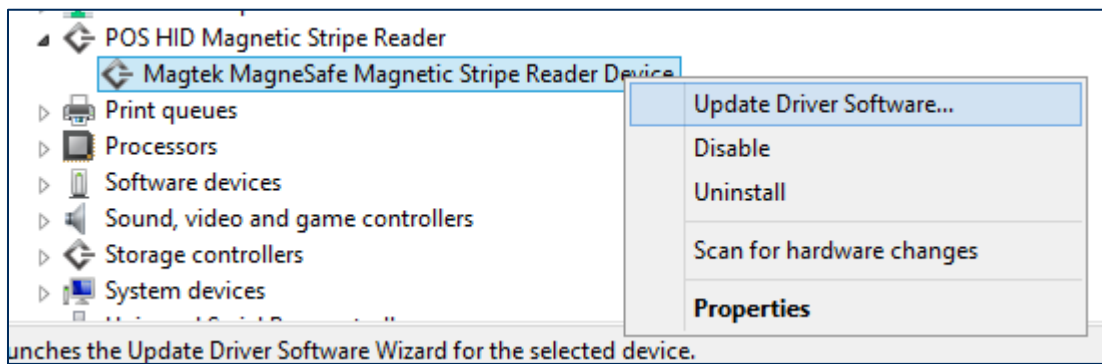 POS HID Magnetic Stripe Reader
Magtek MagneSafe Magnetic Stripe Reader Device
Update Driver Software...
Print queues
Disable
Processors
Uninstall
Software devices
Sound, video and game controllers
Scan for hardware changes
Storage controllers
System devices
Properties
unches the Update Driver Software Wizard for the selected device.